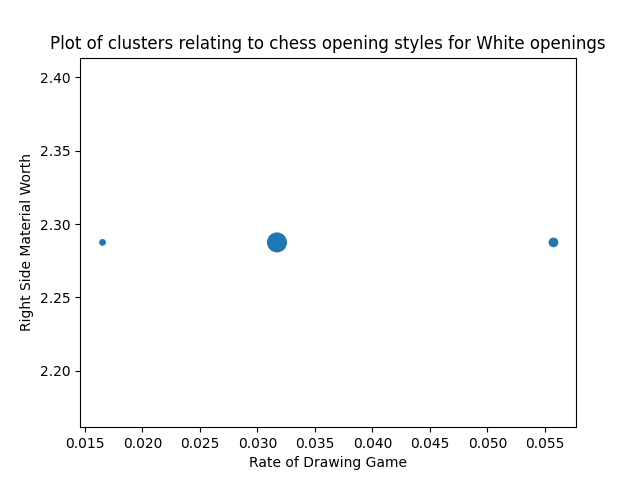 Plot of clusters relating to chess opening styles for White openings
2.40
2.35
2.30
2.25
2.20
Right Side Material Worth
0.015 0.020 0.025 0.030 0.035 0.040 0.045 0.050 0.055
Rate of Drawing Game